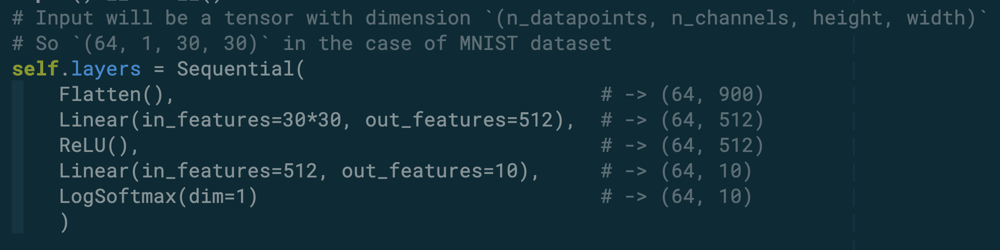 # Input will be a tensor with dimension `(n_datapoints, n_channels, height, width)`
# So `(64, 1, 30, 30)` in the case of MNIST dataset
self.layers = Sequential(
    Flatten(),                                    # -> (64, 900)
    Linear(in_features=30*30, out_features=512),  # -> (64, 512)
    ReLU(),                                       # -> (64, 512)
    Linear(in_features=512, out_features=10),     # -> (64, 10)
    LogSoftmax(dim=1)                             # -> (64, 10)
    )